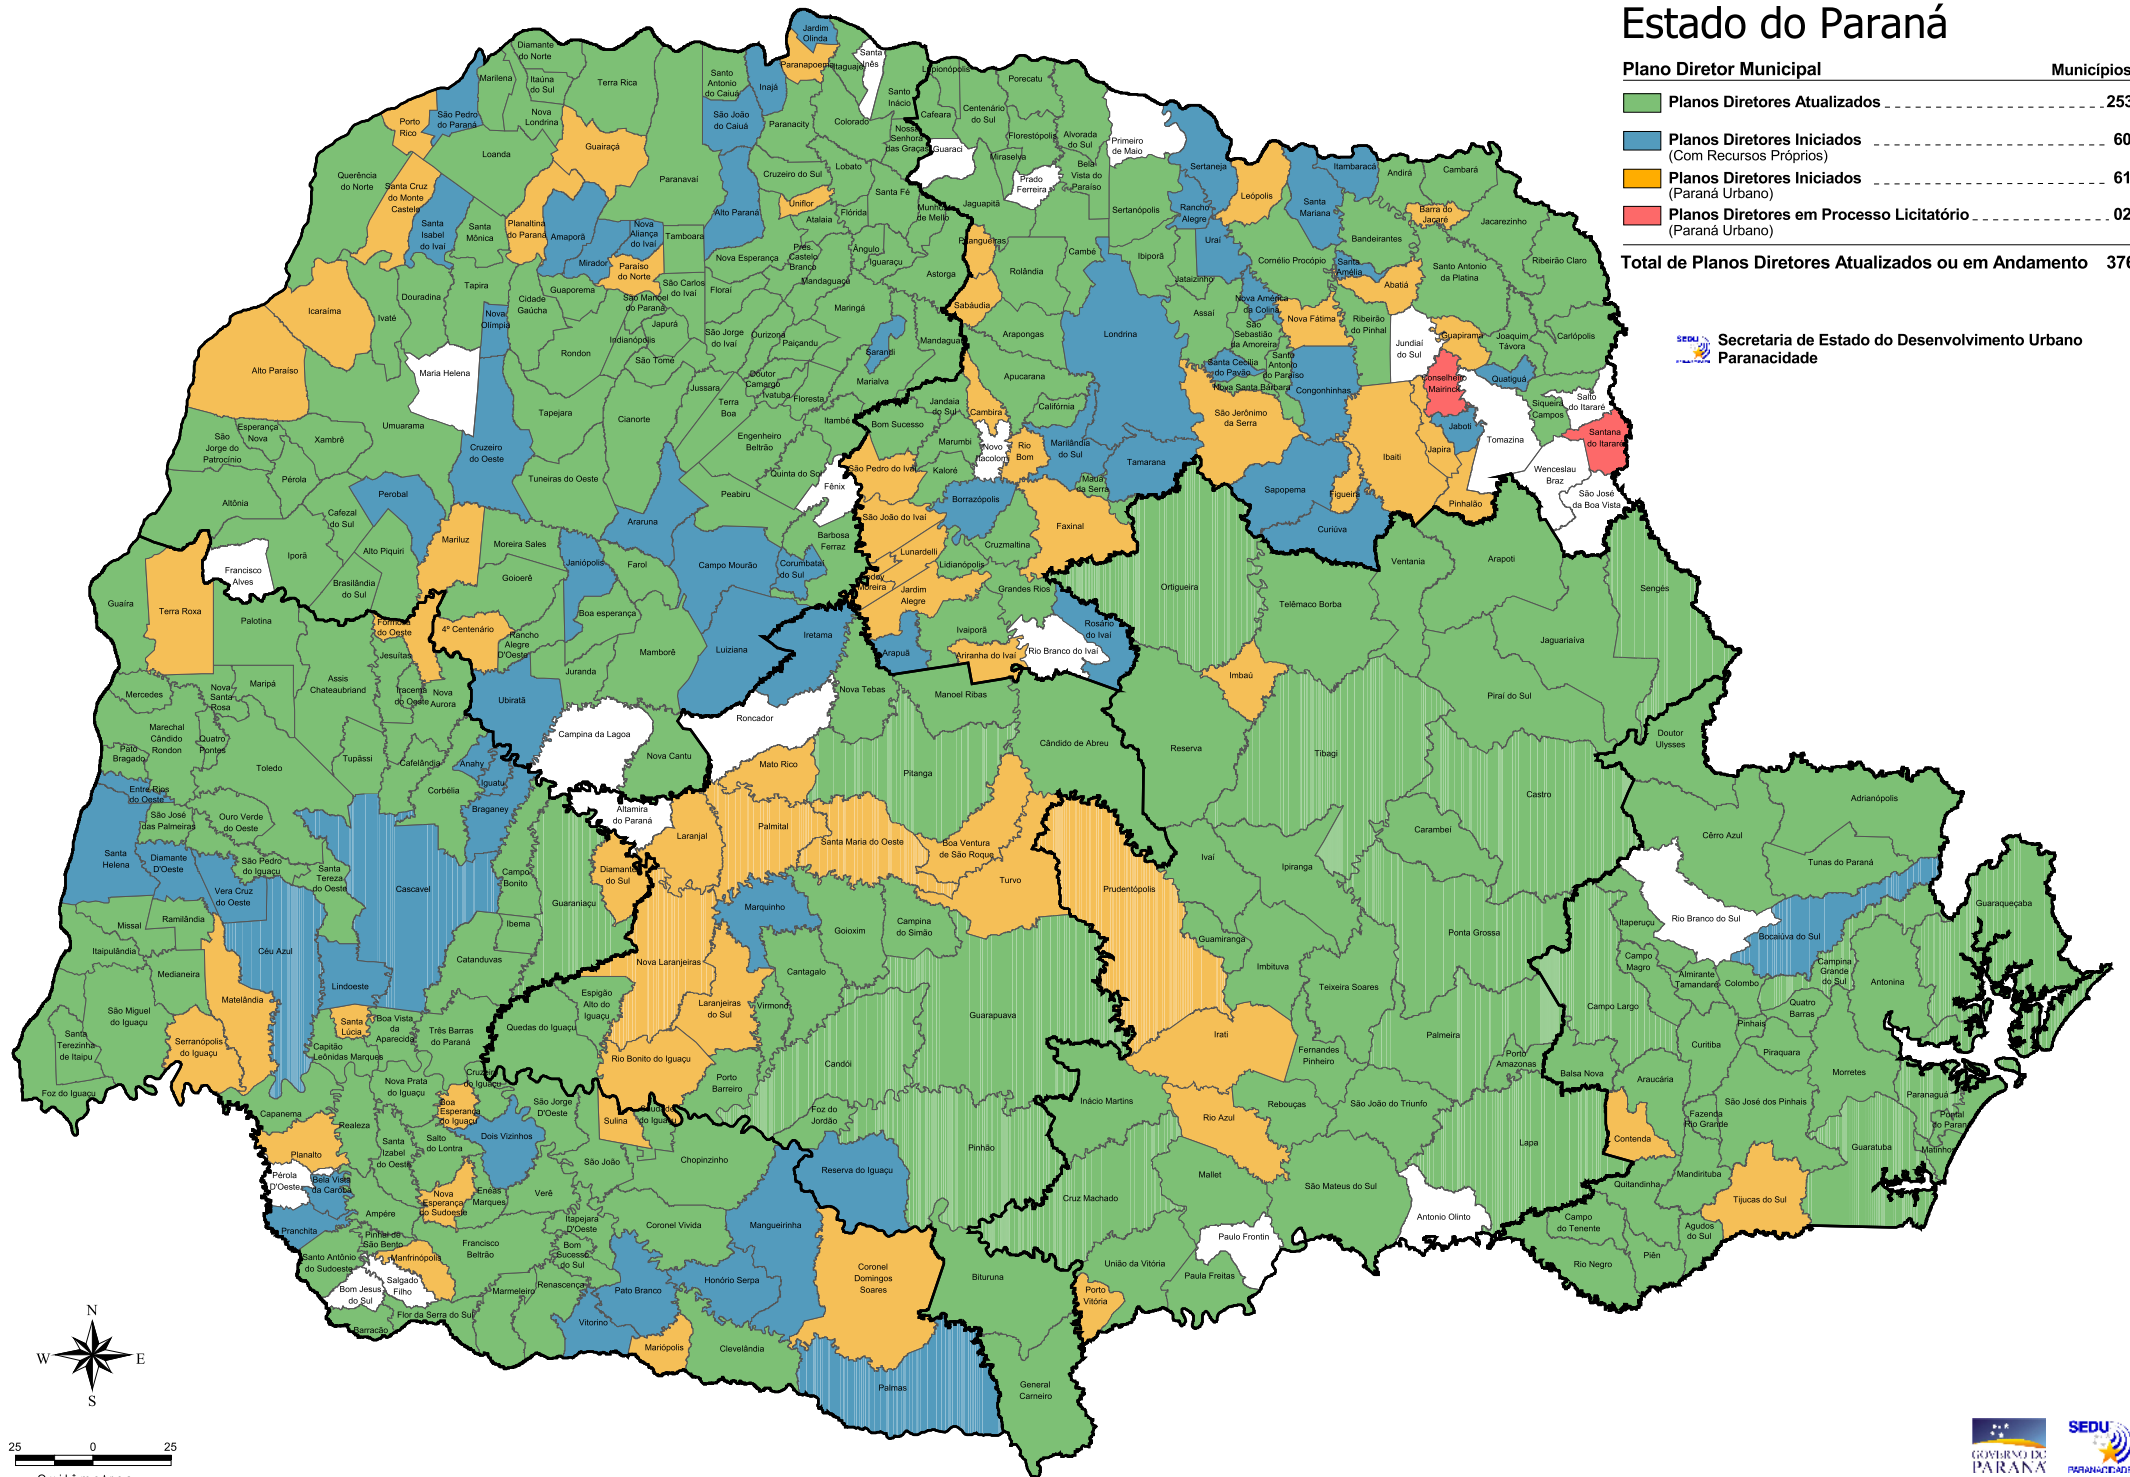 Estado do Paraná
Plano Diretor Municipal Municípios
Planos Diretores Atualizados 253
Planos Diretores Iniciados 60
(Com Recursos Próprios)
Planos Diretores Iniciados 61
(Paraná Urbano)
Planos Diretores em Processo Licitatório 02
(Paraná Urbano)
Total de Planos Diretores Atualizados ou em Andamento 376
SEDU Secretaria de Estado do Desenvolvimento Urbano
Paranacidade
Jardim
Olinda
Paranapoema
Itaguajé
Santa
Inês
Diamante
do Norte
Marilena
Itaúna
do Sul
Terra Rica
Nova
Londrina
Santo
Antonio
do Caiuá
Inajá
São João
do Caiuá
Paranacity
Colorado
Santo
Inácio
Nossa
Senhora
das Graças
Lupionópolis
Cafeara
Centenário
do Sul
Porecatu
Florestópolis
Alvorada
do Sul
Primeiro
de Maio
Guaraci
Miraselva
Prado
Ferreira
Bela
Vista do
Paraíso
Sertaneja
Leópolis
Rancho
Alegre
Santa
Mariana
Itambaracá
Andirá
Cambará
Barra do
Jacaré
Jacarezinho
Porto
Rico
São Pedro
do Paraná
Loanda
Querência
do Norte
Santa Cruz
do Monte
Castelo
Santa
Isabel
do Ivaí
Santa
Mônica
Planaltina
do Paraná
Guairaçá
Amaporã
Mirador
Nova
Aliança
do Ivaí
Paraíso
do Norte
Tamboara
Paranavaí
Alto Paraná
Cruzeiro do Sul
Uniflor
Lobato
Santa Fé
Atalaia
Flórida
Munhoz
de Mello
Jaguapitã
Nova Esperança
Pres.
Castelo
Branco
Ângulo
Iguaraçu
Mandaguaçu
Astorga
Pitangueiras
Rolândia
Cambé
Sertanópolis
Ibiporã
Jataizinho
Uraí
Cornélio Procópio
Bandeirantes
Santa
Amélia
Abatiá
Santo Antonio
da Platina
Ribeirão Claro
Icaraíma
Douradina
Tapira
Ivaté
Nova
Olímpia
Cidade
Gaúcha
Guaporema
São Manoel
do Paraná
São Carlos
do Ivaí
Floraí
Japurá
Indianópolis
São Tomé
Rondon
São Jorge
do Ivaí
Ourizona
Paiçandu
Maringá
Sarandi
Mandaguari
Marialva
Sabáudia
Arapongas
Londrina
Apucarana
Assaí
Nova América
da Colina
São
Sebastião
da Amoreira
Santa Cecília
do Pavão
Santo
Antonio
do Paraíso
Nova Santa Bárbara
Nova Fátima
Ribeirão
do Pinhal
Congonhinhas
Jundiaí
do Sul
Guapirama
Joaquim
Távora
Carlópolis
Conselheiro
Mairinck
Quatiguá
Siqueira
Campos
Salto
do Itararé
Santana
do Itararé
Jaboti
Japira
Tomazina
Wenceslau
Braz
São José
da Boa Vista
Pinhalão
Ibaiti
Figueira
São Jerônimo
da Serra
Sapopema
Curiúva
Alto Paraíso
Maria Helena
Umuarama
Cruzeiro
do Oeste
Tapejara
Cianorte
Jussara
Terra
Boa
Doutor
Camargo
Ivatuba
Floresta
Itambé
Engenheiro
Beltrão
Quinta do Sol
Fênix
Peabiru
Tuneiras do Oeste
Araruna
São
Jorge do
Patrocínio
Esperança
Nova
Xambrê
Pérola
Altônia
Perobal
Cafezal
do Sul
Alto Piquiri
Iporã
Brasilândia
do Sul
Mariluz
Moreira Sales
Goioerê
Janiópolis
Farol
Campo Mourão
Barbosa
Ferraz
Corumbataí
do Sul
Boa esperança
Mamborê
Luiziana
Iretama
Jandaia
do Sul
Cambira
Califórnia
Bom Sucesso
Marumbi
Novo
Itacolomi
Rio
Bom
Marilândia
do Sul
Tamarana
Mauá
da Serra
Kaloré
São Pedro do Ivaí
Borrazópolis
São João do Ivaí
Faxinal
Cruzmaltina
Lunardelli
Lidianópolis
Godoy
Moreira
Jardim
Alegre
Grandes Rios
Ivaiporã
Arapuã
Ariranha do Ivaí
Rio Branco do Ivaí
Rosário
do Ivaí
Ortigueira
Ventania
Arapoti
Telêmaco Borba
Sengés
Jaguariaíva
Piraí do Sul
Imbaú
Tibagi
Reserva
Castro
Carambeí
Doutor
Ulysses
Guaíra
Terra Roxa
Francisco
Alves
Palotina
Formosa
do Oeste
Jesuítas
4º Centenário
Rancho
Alegre
D'Oeste
Juranda
Ubiratã
Campina da Lagoa
Nova Cantu
Roncador
Nova Tebas
Manoel Ribas
Cândido de Abreu
Pitanga
Mato Rico
Mercedes
Nova
Santa
Rosa
Maripá
Assis
Chateaubriand
Iracema
do Oeste
Nova
Aurora
Marechal
Cândido
Rondon
Quatro
Pontes
Pato
Bragado
Toledo
Tupãssi
Cafelândia
Anahy
Iguatu
Corbélia
Braganey
Entre Rios
do Oeste
São José
das Palmeiras
Ouro Verde
do Oeste
Santa
Helena
Diamante
D'Oeste
Vera Cruz
do Oeste
São Pedro
do Iguaçu
Santa
Tereza
do Oeste
Cascavel
Campo
Bonito
Guaraniaçu
Diamante
do Sul
Altamira
do Paraná
Laranjal
Palmital
Santa Maria do Oeste
Boa Ventura
de São Roque
Turvo
Prudentópolis
Ivaí
Ipiranga
Missal
Ramilândia
Itaipulândia
Medianeira
Matelândia
Céu Azul
Lindoeste
Ibema
Catanduvas
Nova Laranjeiras
Marquinho
Goioxim
Campina
do Simão
Cantagalo
Virmond
Laranjeiras
do Sul
Espigão
Alto do
Iguaçu
Quedas do Iguaçu
Rio Bonito do Iguaçu
Porto
Barreiro
Guarapuava
Candói
Foz do
Jordão
Pinhão
Reserva do Iguaçu
Guamiranga
Imbituva
Ponta Grossa
Teixeira Soares
Irati
Fernandes
Pinheiro
Palmeira
Porto
Amazonas
Rebouças
Rio Azul
São João do Triunfo
Inácio Martins
Mallet
São Mateus do Sul
Lapa
Antonio Olinto
Paulo Frontin
Paula Freitas
União da Vitória
Cruz Machado
Porto
Vitória
Bituruna
General
Carneiro
São Miguel
do Iguaçu
Santa
Terezinha
de Itaipu
Foz do Iguaçu
Serranópolis
do Iguaçu
Santa
Lúcia
Boa Vista
da
Aparecida
Capitão
Leônidas Marques
Três Barras
do Paraná
Nova Prata
do Iguaçu
Cruzeiro
do Iguaçu
Boa
Esperança
do Iguaçu
Capanema
Realeza
Planalto
Pérola
D'Oeste
Bela Vista
da Caroba
Pranchita
Santa
Izabel
do Oeste
Salto
do Lontra
Dois Vizinhos
São Jorge
D'Oeste
Sulina
Saudade
do Iguaçu
São João
Chopinzinho
Ampére
Nova
Esperança
do Sudoeste
Enéas
Marques
Verê
Itapejara
D'Oeste
Coronel Vivida
Mangueirinha
Santo Antônio
do Sudoeste
Pinhal de
São Bento
Manfrinópolis
Francisco
Beltrão
Bom
Sucesso
do Sul
Pato Branco
Honório Serpa
Coronel
Domingos
Soares
Bom Jesus
do Sul
Salgado
Filho
Renascença
Marmeleiro
Flor da Serra do Sul
Barracão
Vitorino
Mariópolis
Clevelândia
Palmas
Adrianópolis
Cêrro Azul
Tunas do Paraná
Rio Branco do Sul
Itaperuçu
Bocaiúva do Sul
Guaraqueçaba
Campo
Magro
Almirante
Tamandaré
Colombo
Campina
Grande
do Sul
Antonina
Campo Largo
Quatro
Barras
Pinhais
Curitiba
Piraquara
Balsa Nova
Araucária
Morretes
Paranaguá
Pontal
do Paraná
São José dos Pinhais
Fazenda
Rio Grande
Contenda
Guaratuba
Matinhos
Mandirituba
Quitandinha
Tijucas do Sul
Campo
do Tenente
Agudos
do Sul
Piên
Rio Negro
N
W E
S
25 0 25
Quilômetros
GOVERNO DO
PARANÁ
SEDU
PARANACIDADE